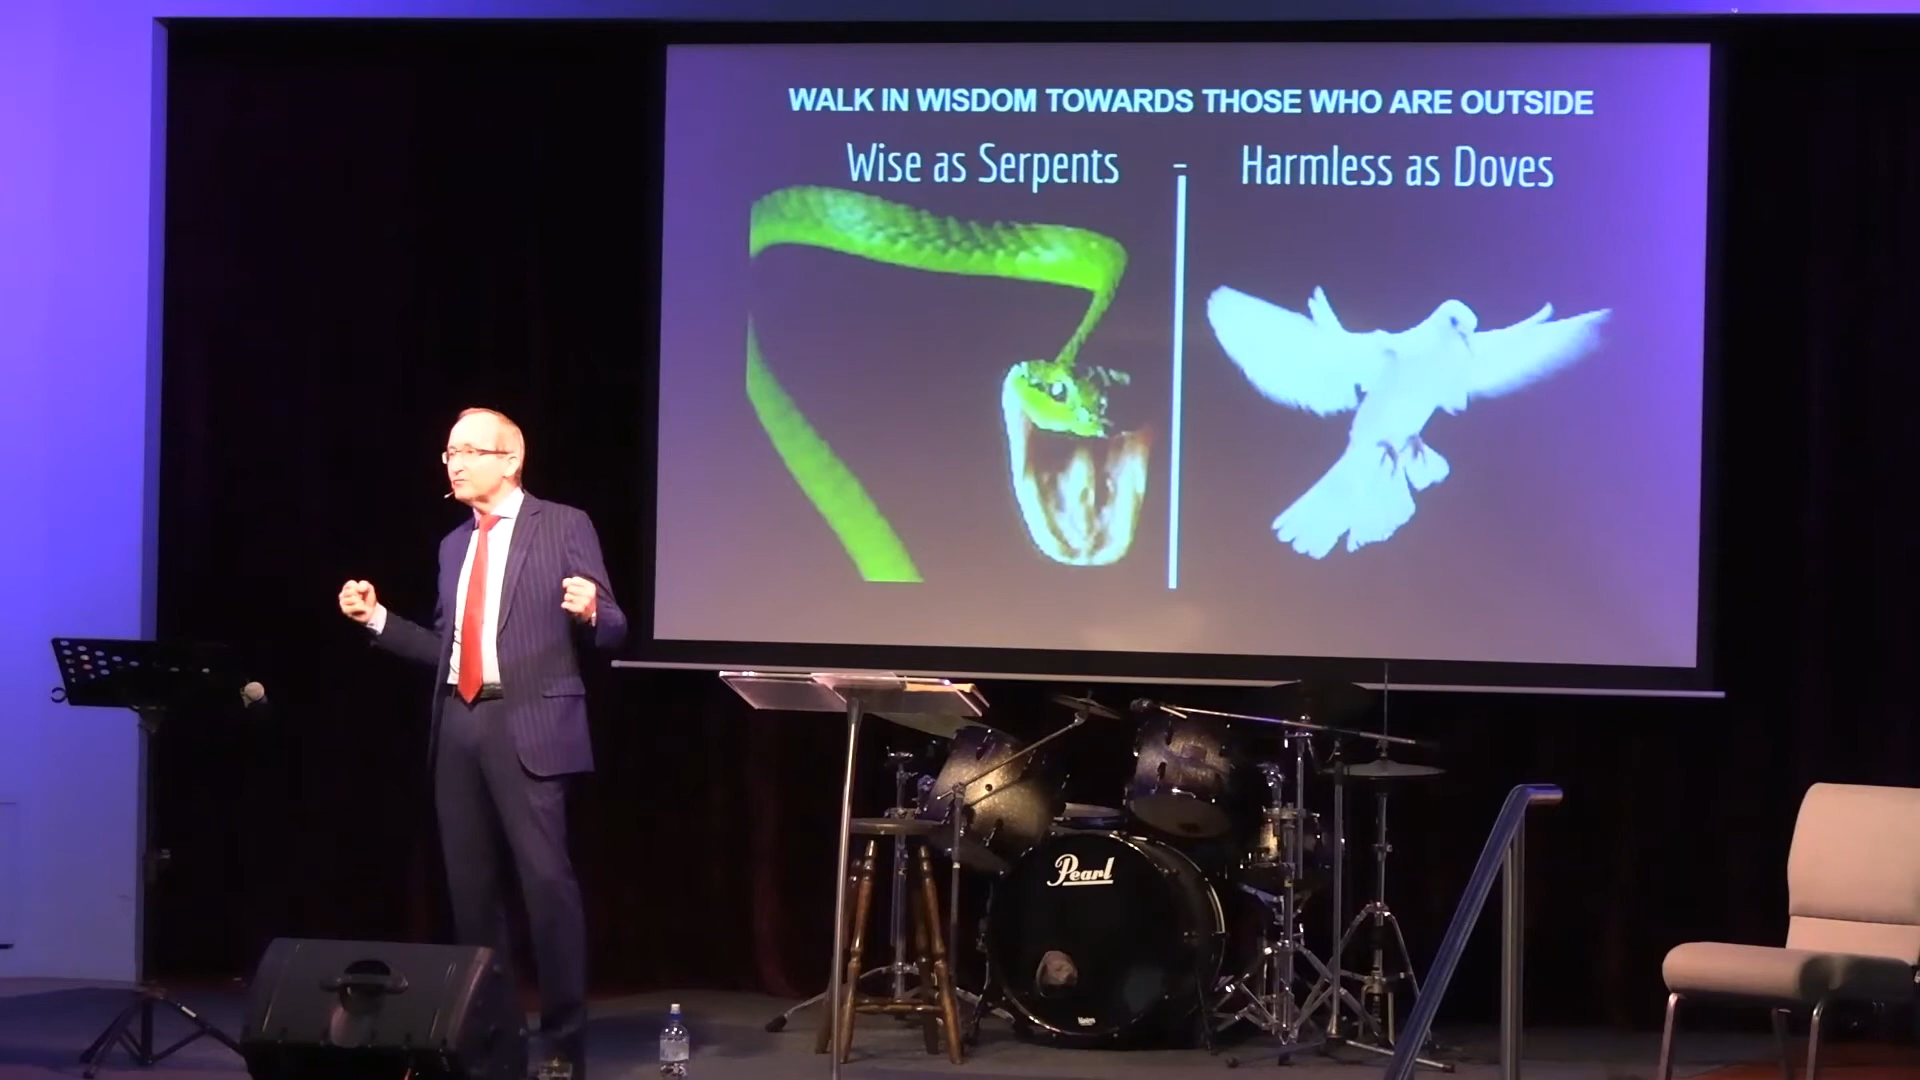 WALK IN WISDOM TOWARDS THOSE WHO ARE OUTSIDE
Wise as Serpents - Harmless as Doves
Pearl